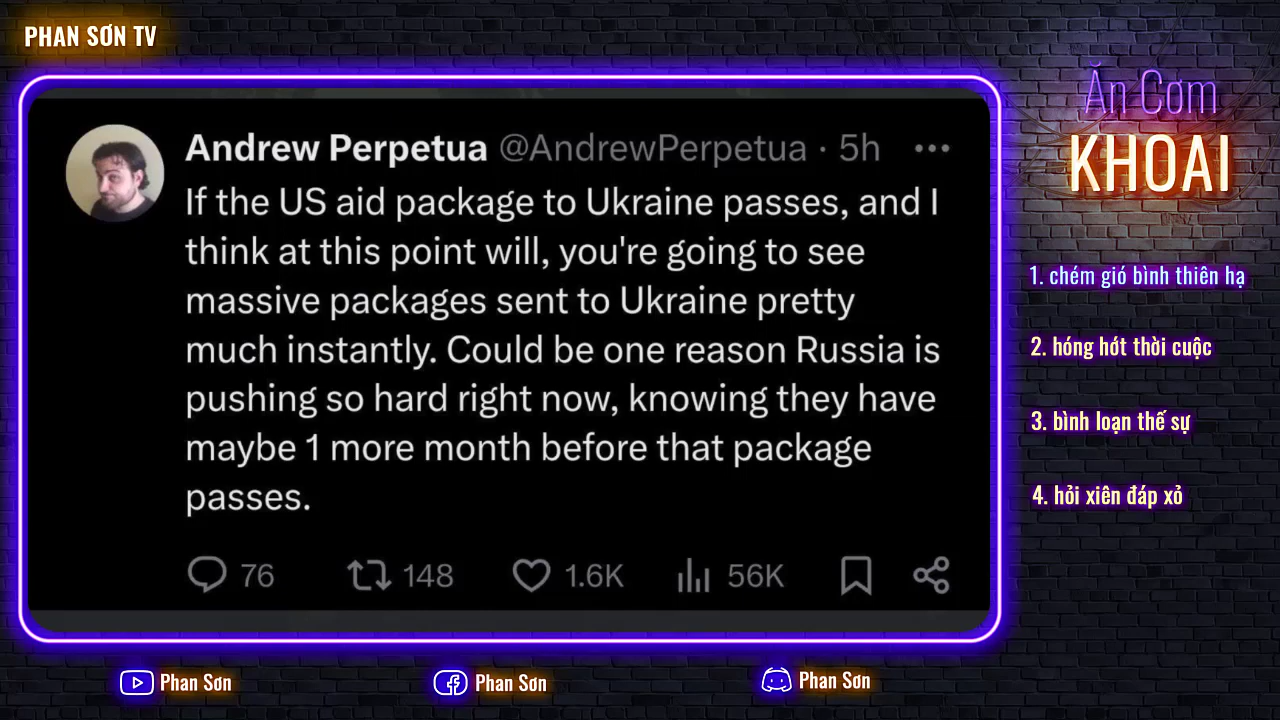 PHAN SƠN TV
Ăn Cơm
KHOAI
Andrew Perpetua @AndrewPerpetua · 5h
If the US aid package to Ukraine passes, and I
think at this point will, you're going to see
massive packages sent to Ukraine pretty
much instantly. Could be one reason Russia is
pushing so hard right now, knowing they have
maybe 1 more month before that package
passes.
76 148 1.6K 56K
1. chém gió bình thiên hạ
2. hóng hớt thời cuộc
3. bình loạn thế sự
4. hỏi xiên đáp xỏ
Phan Sơn
Phan Sơn
Phan Sơn